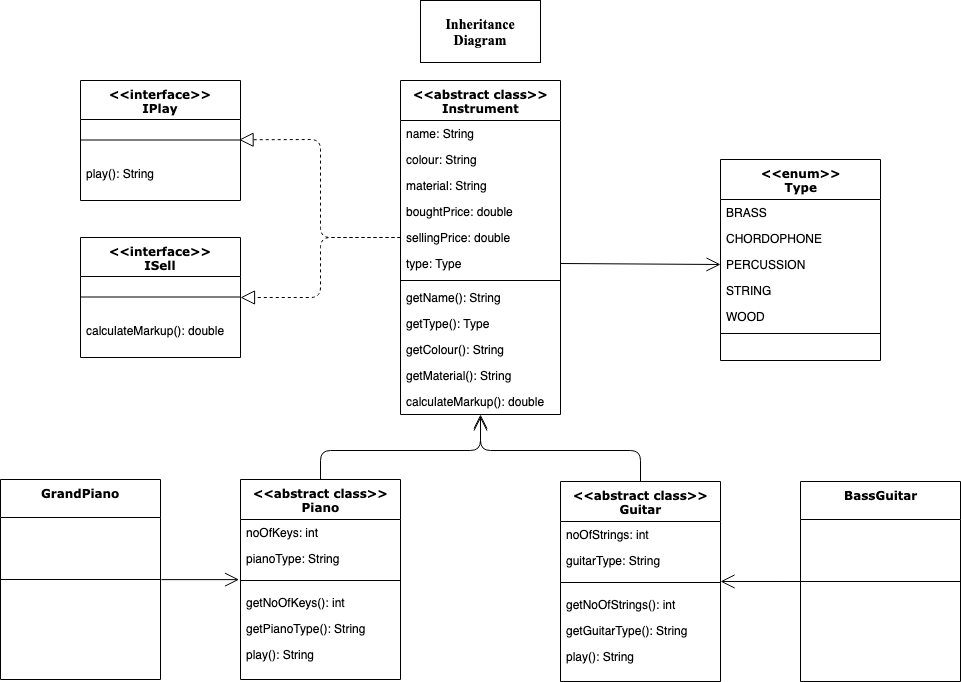 Inheritance
Diagram
<<interface>>
IPlay
play(): String
<<interface>>
ISell
calculateMarkup(): double
<<abstract class>>
Instrument
name: String
colour: String
material: String
boughtPrice: double
sellingPrice: double
type: Type
getName(): String
getType(): Type
getColour(): String
getMaterial(): String
calculateMarkup(): double
<<enum>>
Type
BRASS
CHORDOPHONE
PERCUSSION
STRING
WOOD
GrandPiano
<<abstract class>>
Piano
noOfKeys: int
pianoType: String
getNoOfKeys(): int
getPianoType(): String
play(): String
<<abstract class>>
Guitar
noOfStrings: int
guitarType: String
getNoOfStrings(): int
getGuitarType(): String
play(): String
BassGuitar